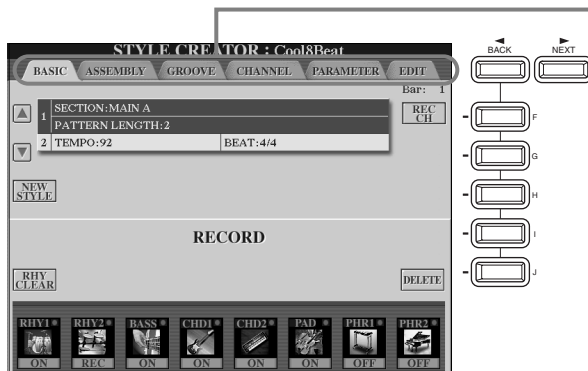 STYLE CREATOR : Cool8Beat
BACK NEXT
BASIC ASSEMBLY GROOVE CHANNEL PARAMETER EDIT
Bar: 1
1 SECTION:MAIN A
PATTERN LENGTH:2
REC
CH
F
2 TEMPO:92 BEAT:4/4
G
NEW
STYLE
H
RECORD
I
RHY
CLEAR
DELETE
J
RHY1 RHY2 BASS CHD1 CHD2 PAD PHR1 PHR2
ON REC ON ON ON ON OFF OFF